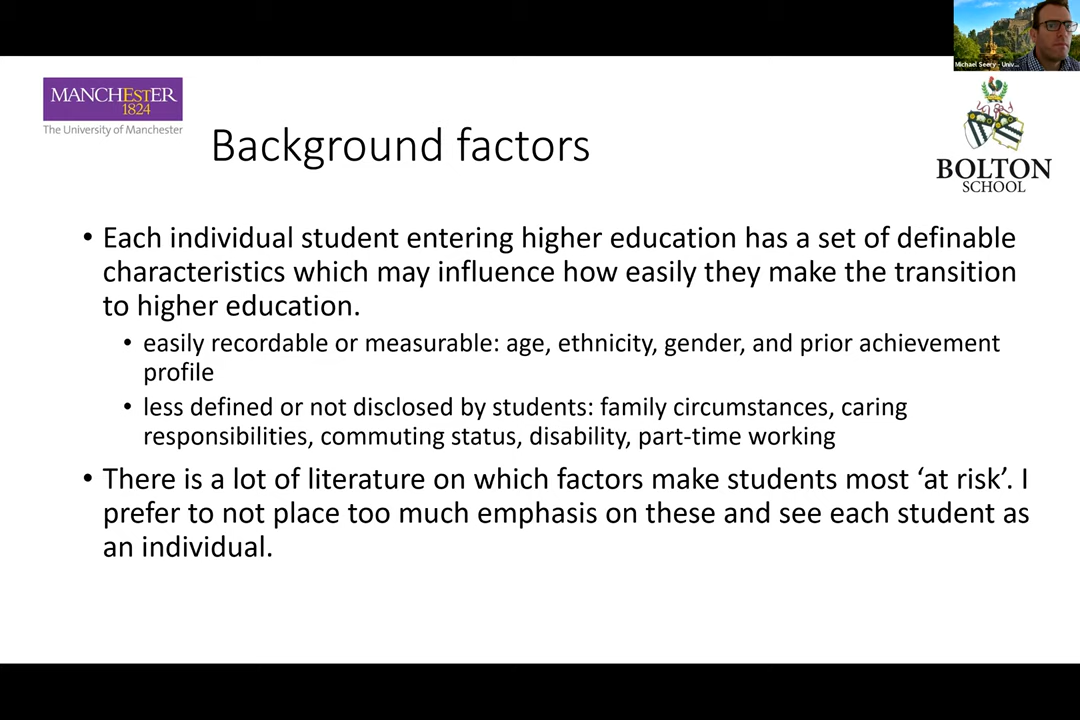 Michael Seery - Univ...
MANCHESTER
1824
The University of Manchester
Background factors
BOLTON
SCHOOL
• Each individual student entering higher education has a set of definable
characteristics which may influence how easily they make the transition
to higher education.
• easily recordable or measurable: age, ethnicity, gender, and prior achievement
profile
• less defined or not disclosed by students: family circumstances, caring
responsibilities, commuting status, disability, part-time working
• There is a lot of literature on which factors make students most ‘at risk’. I
prefer to not place too much emphasis on these and see each student as
an individual.